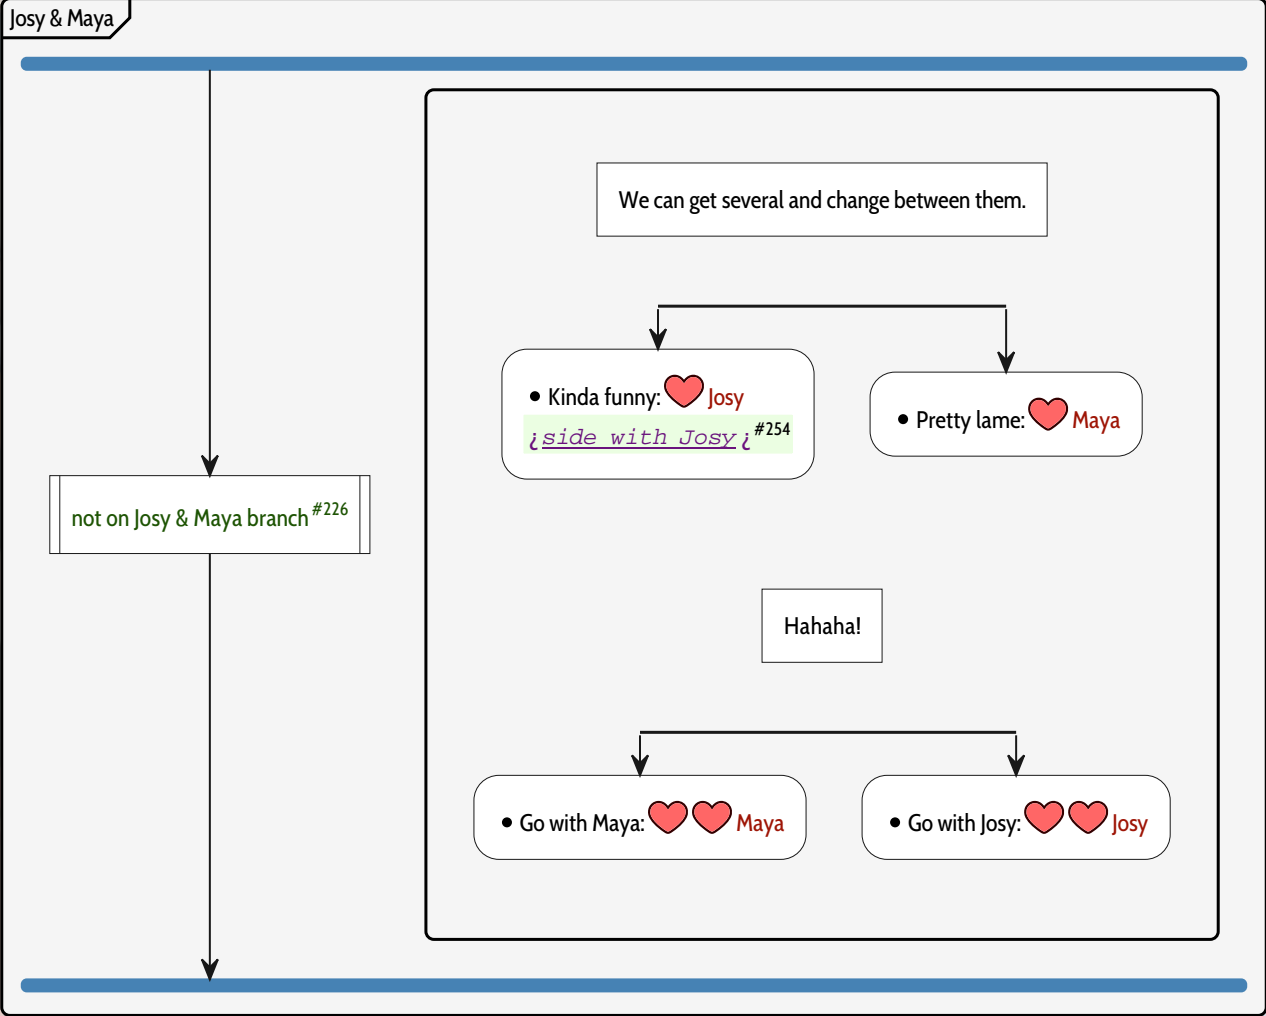 Josy & Maya
We can get several and change between them.
• Kinda funny: Josy
¿side with Josy¿ #254
• Pretty lame: Maya
not on Josy & Maya branch #226
Hahaha!
• Go with Maya: Maya
• Go with Josy: Josy